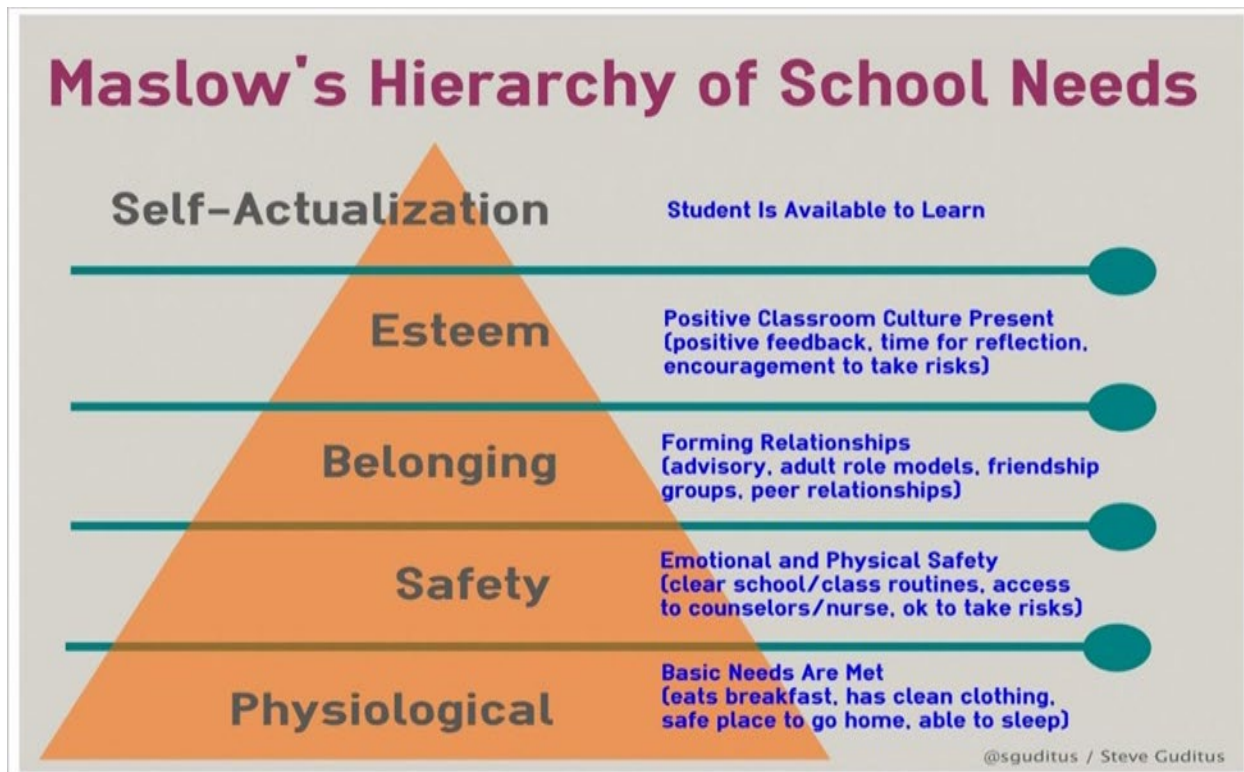 Maslow's Hierarchy of School Needs
Self-Actualization
Student Is Available to Learn
Esteem
Positive Classroom Culture Present
(positive feedback, time for reflection,
encouragement to take risks)
Belonging
Forming Relationships
(advisory, adult role models, friendship
groups, peer relationships)
Safety
Emotional and Physical Safety
(clear school/class routines, access
to counselors/nurse, ok to take risks)
Physiological
Basic Needs Are Met
(eats breakfast, has clean clothing,
safe place to go home, able to sleep)
@sguditus / Steve Guditus